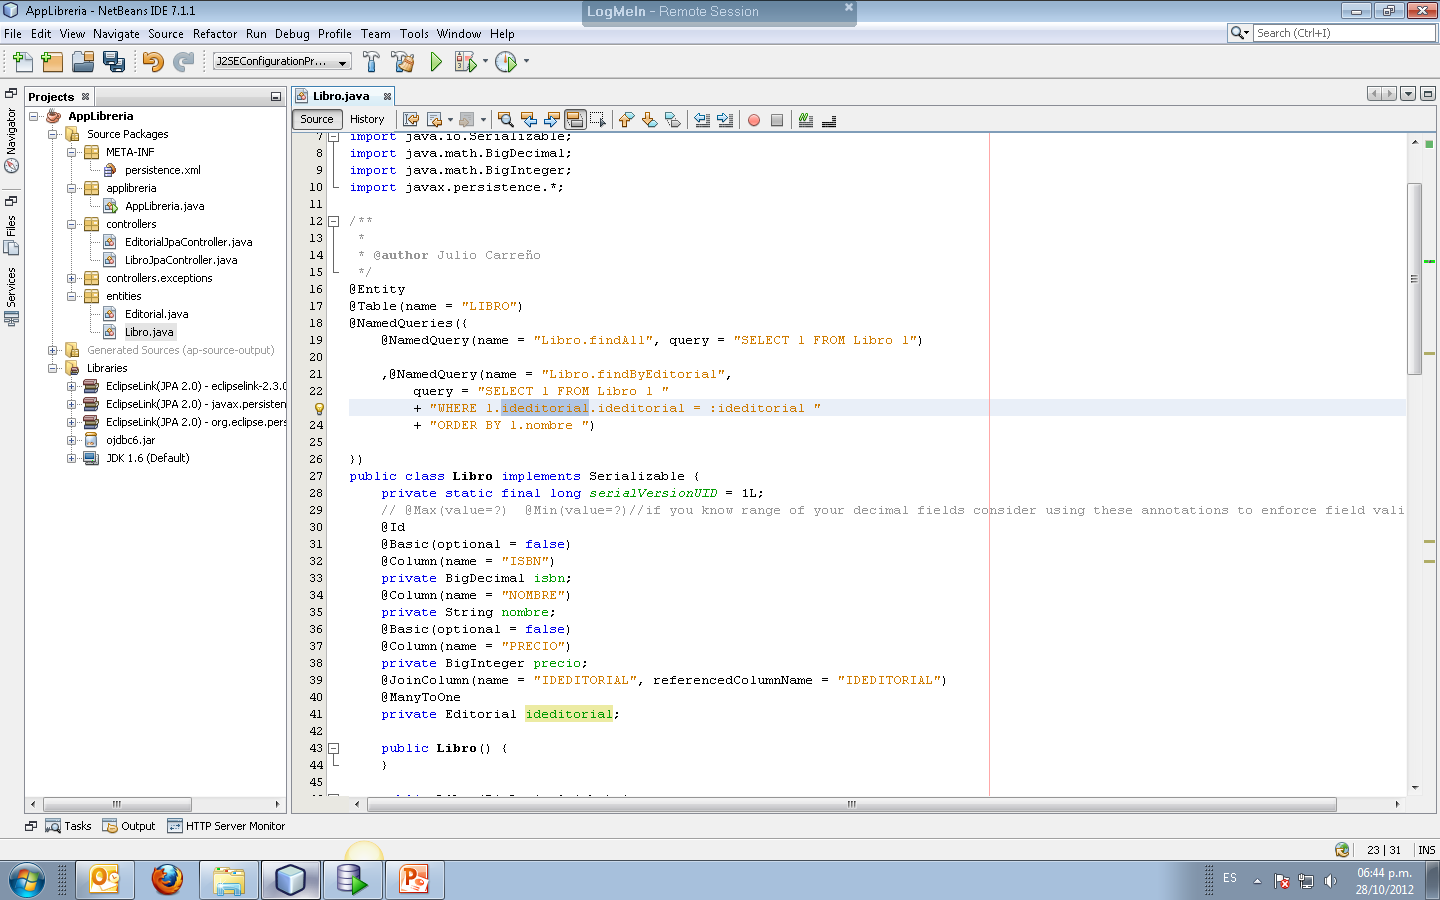 AppLibreria - NetBeans IDE 7.1.1
LogMeIn - Remote Session
File Edit View Navigate Source Refactor Run Debug Profile Team Tools Window Help
Search (Ctrl+I)
J2SEConfigurationPr...
Navigator
Files
Services
Projects
AppLibreria
Source Packages
META-INF
persistence.xml
applibreria
AppLibreria.java
controllers
EditorialJpaController.java
LibroJpaController.java
controllers.exceptions
entities
Editorial.java
Libro.java
Generated Sources (ap-source-output)
Libraries
EclipseLink(JPA 2.0) - eclipselink-2.3.0
EclipseLink(JPA 2.0) - javax.persisten
EclipseLink(JPA 2.0) - org.eclipse.pers
ojdbc6.jar
JDK 1.6 (Default)
Libro.java
Source History
7 import java.io.Serializable;
8 import java.math.BigDecimal;
9 import java.math.BigInteger;
10 import javax.persistence.*;
11
12 /**
13 *
14 * @author Julio Carreño
15 */
16 @Entity
17 @Table(name = "LIBRO")
18 @NamedQueries({
19 @NamedQuery(name = "Libro.findAll", query = "SELECT l FROM Libro l")
20
21 ,@NamedQuery(name = "Libro.findByEditorial",
22 query = "SELECT l FROM Libro l "
+ "WHERE l.ideditorial.ideditorial = :ideditorial "
24 + "ORDER BY l.nombre ")
25
26 })
27 public class Libro implements Serializable {
28 private static final long serialVersionUID = 1L;
29 // @Max(value=?)  @Min(value=?)//if you know range of your decimal fields consider using these annotations to enforce field vali
30 @Id
31 @Basic(optional = false)
32 @Column(name = "ISBN")
33 private BigDecimal isbn;
34 @Column(name = "NOMBRE")
35 private String nombre;
36 @Basic(optional = false)
37 @Column(name = "PRECIO")
38 private BigInteger precio;
39 @JoinColumn(name = "IDEDITORIAL", referencedColumnName = "IDEDITORIAL")
40 @ManyToOne
41 private Editorial ideditorial;
42
43 public Libro() {
44 }
45
Tasks Output HTTP Server Monitor
23 | 31 INS
ES
06:44 p.m.
28/10/2012